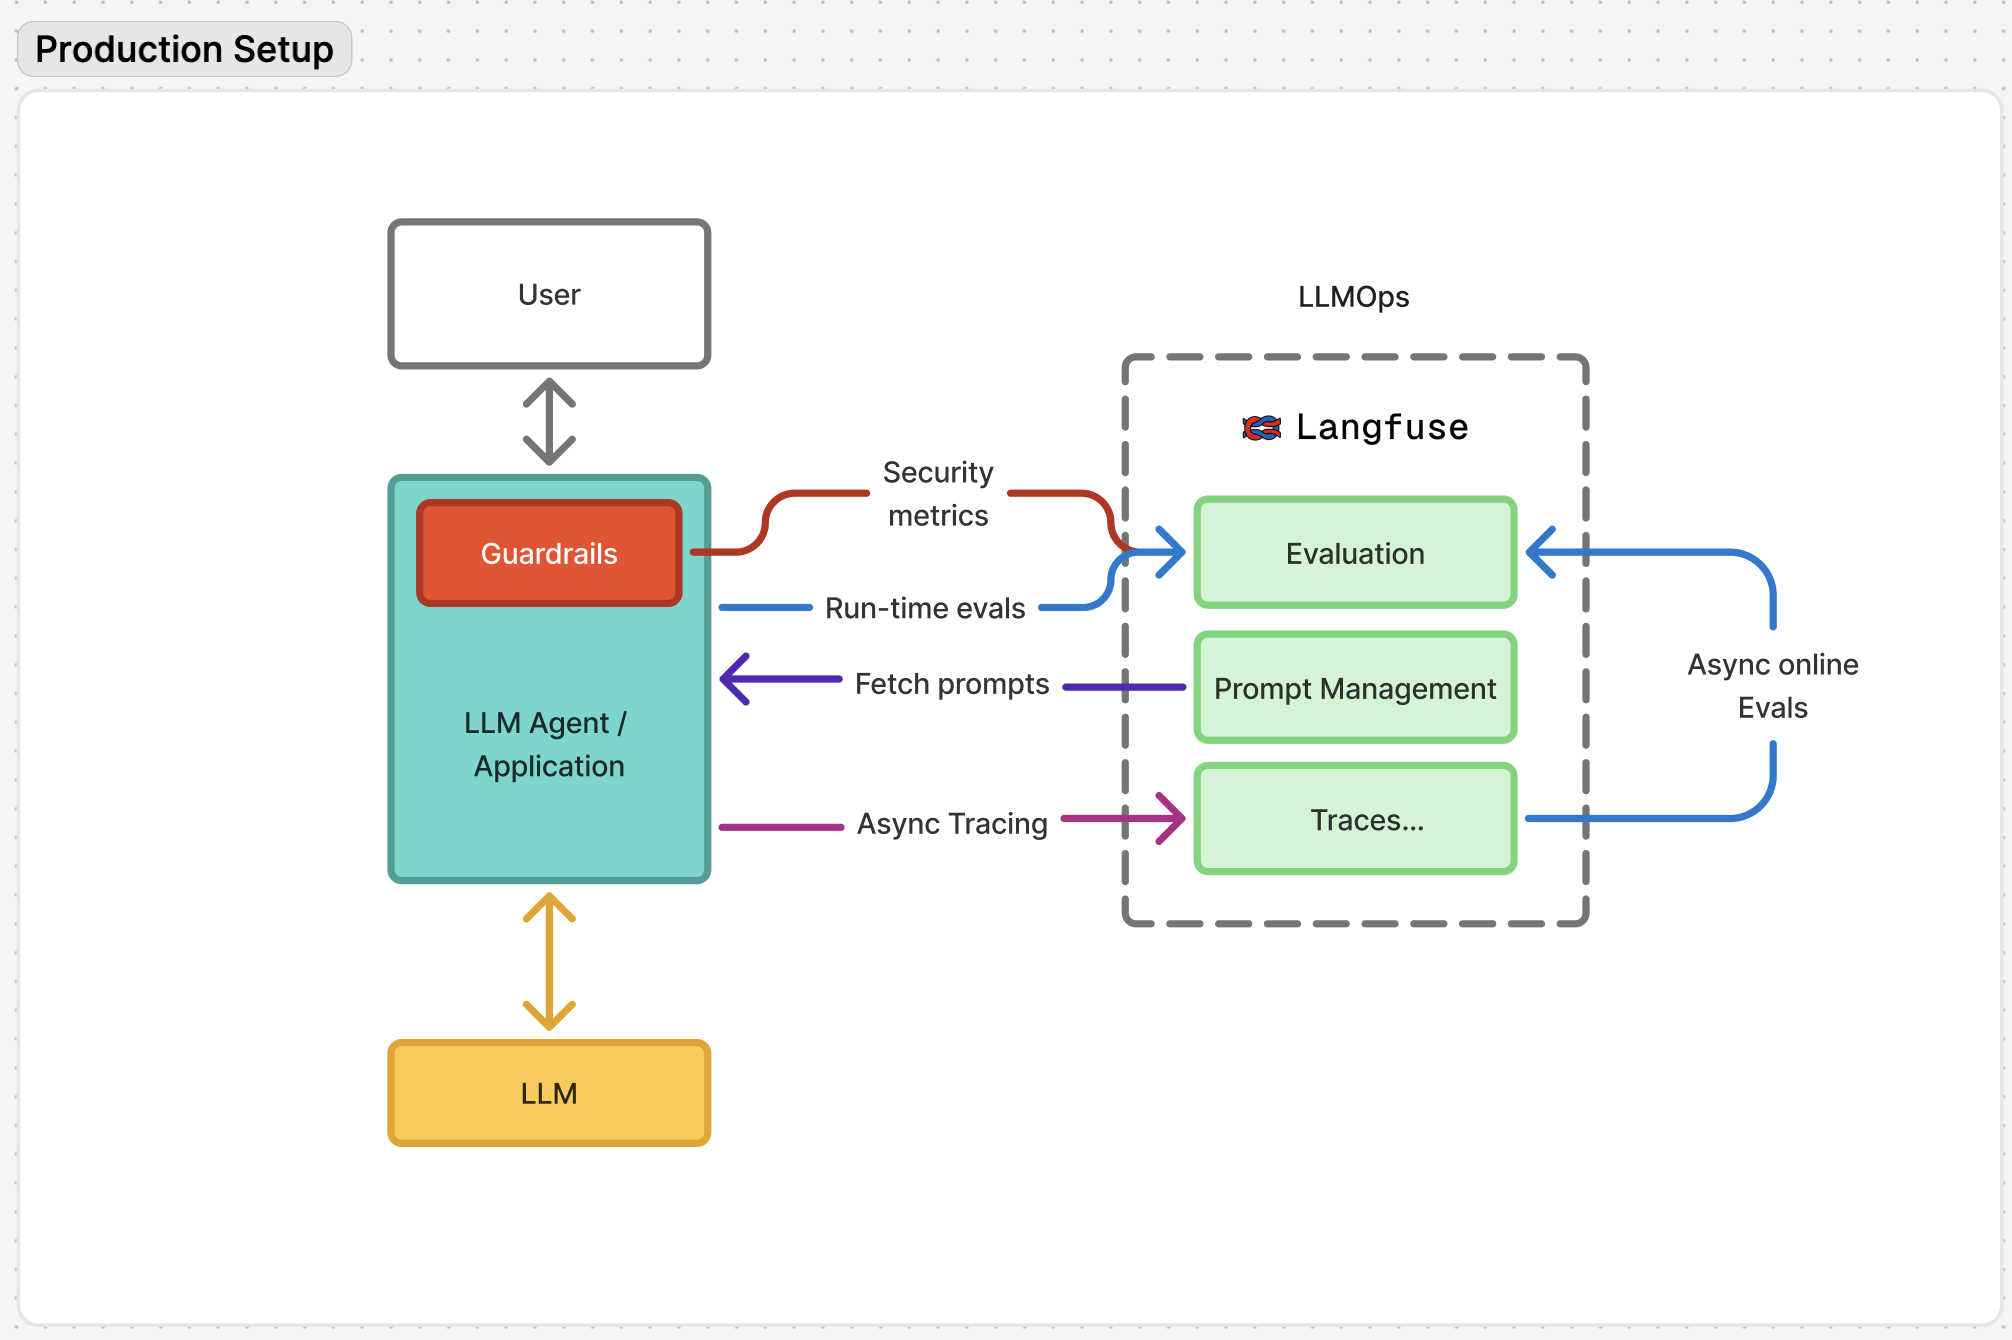 Production Setup
User
LLMOps
Langfuse
Security
metrics
Guardrails
Evaluation
Run-time evals
Async online
Evals
Fetch prompts
Prompt Management
LLM Agent /
Application
Async Tracing
Traces...
LLM